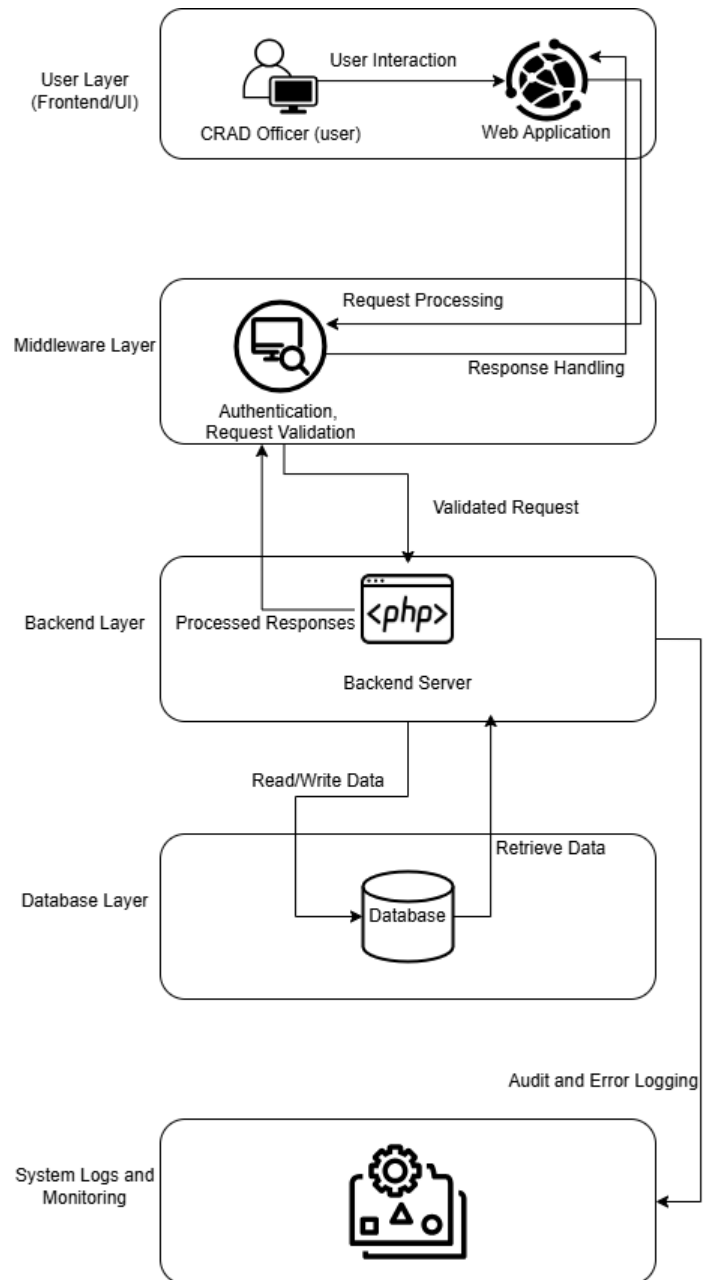 User Layer
(Frontend/UI)
User Interaction
CRAD Officer (user)
Web Application
Request Processing
Middleware Layer
Response Handling
Authentication,
Request Validation
Validated Request
<php>
Backend Layer
Processed Responses
Backend Server
Read/Write Data
Retrieve Data
Database Layer
Database
Audit and Error Logging
System Logs and
Monitoring